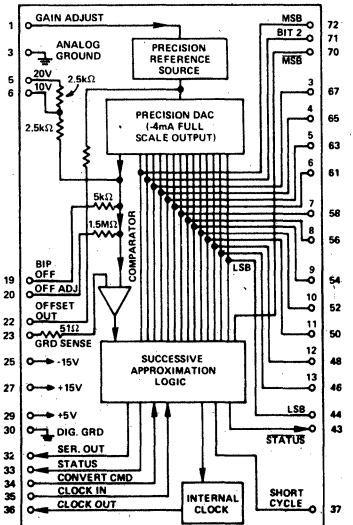 1 GAIN ADJUST
3 ANALOG GROUND
5 20V
6 10V
2.5kΩ
2.5kΩ
PRECISION
REFERENCE
SOURCE
PRECISION DAC
(-4mA FULL
SCALE OUTPUT)
5kΩ
1.5MΩ
COMPARATOR
19 BIP OFF
20 OFF ADJ
22 OFFSET OUT
23 51Ω
GRD SENSE
25 -15V
27 +15V
29 +5V
30 DIG. GRD
SUCCESSIVE
APPROXIMATION
LOGIC
32 SER. OUT
33 STATUS
34 CONVERT CMD
35 CLOCK IN
36 CLOCK OUT
INTERNAL
CLOCK
MSB 72
BIT 2 71
MSB 70
3 67
4 65
5 63
6 61
7 58
8 56
9 54
10 52
11 50
12 48
13 46
LSB
LSB 44
STATUS 43
SHORT
CYCLE 37